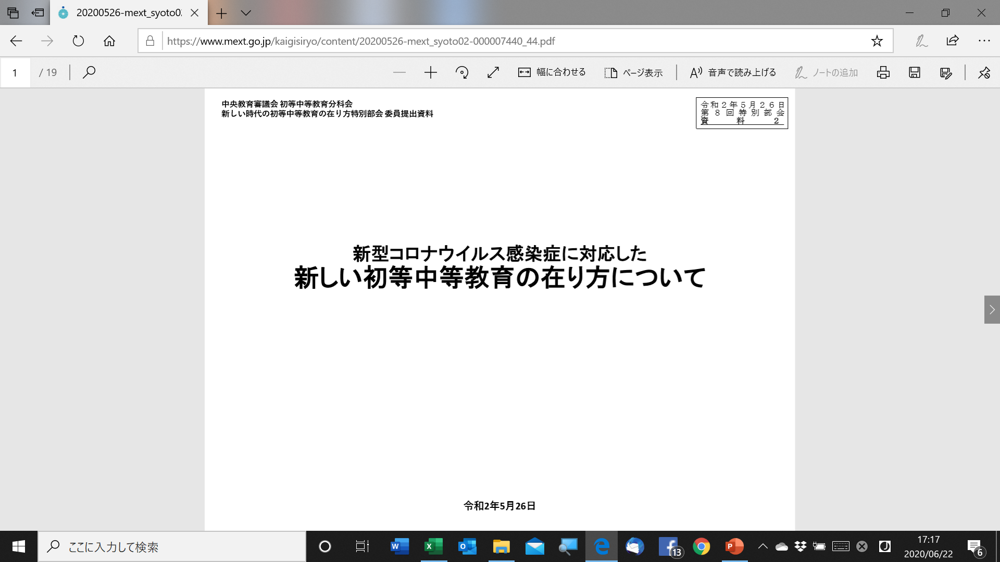 20200526-mext_syoto0
https://www.mext.go.jp/kaigisiryo/content/20200526-mext_syoto02-000007440_44.pdf
1 / 19
幅に合わせる
ページ表示
音声で読み上げる
ノートの追加
中央教育審議会 初等中等教育分科会
新しい時代の初等中等教育の在り方特別部会 委員提出資料
令和２年５月２６日
第８回特別部会
資料２
新型コロナウイルス感染症に対応した
新しい初等中等教育の在り方について
令和2年5月26日
ここに入力して検索
13
17:17
2020/06/22
6